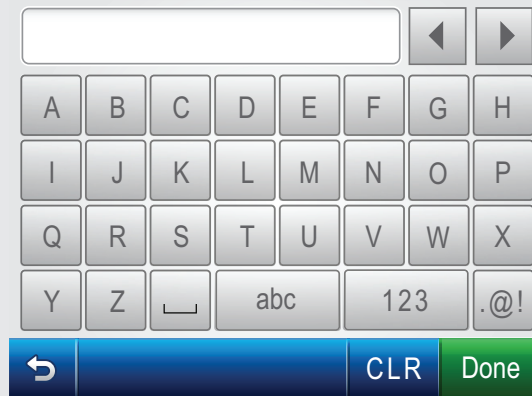 A B C D E F G H
I J K L M N O P
Q R S T U V W X
Y Z abc 123 .@!
CLR Done